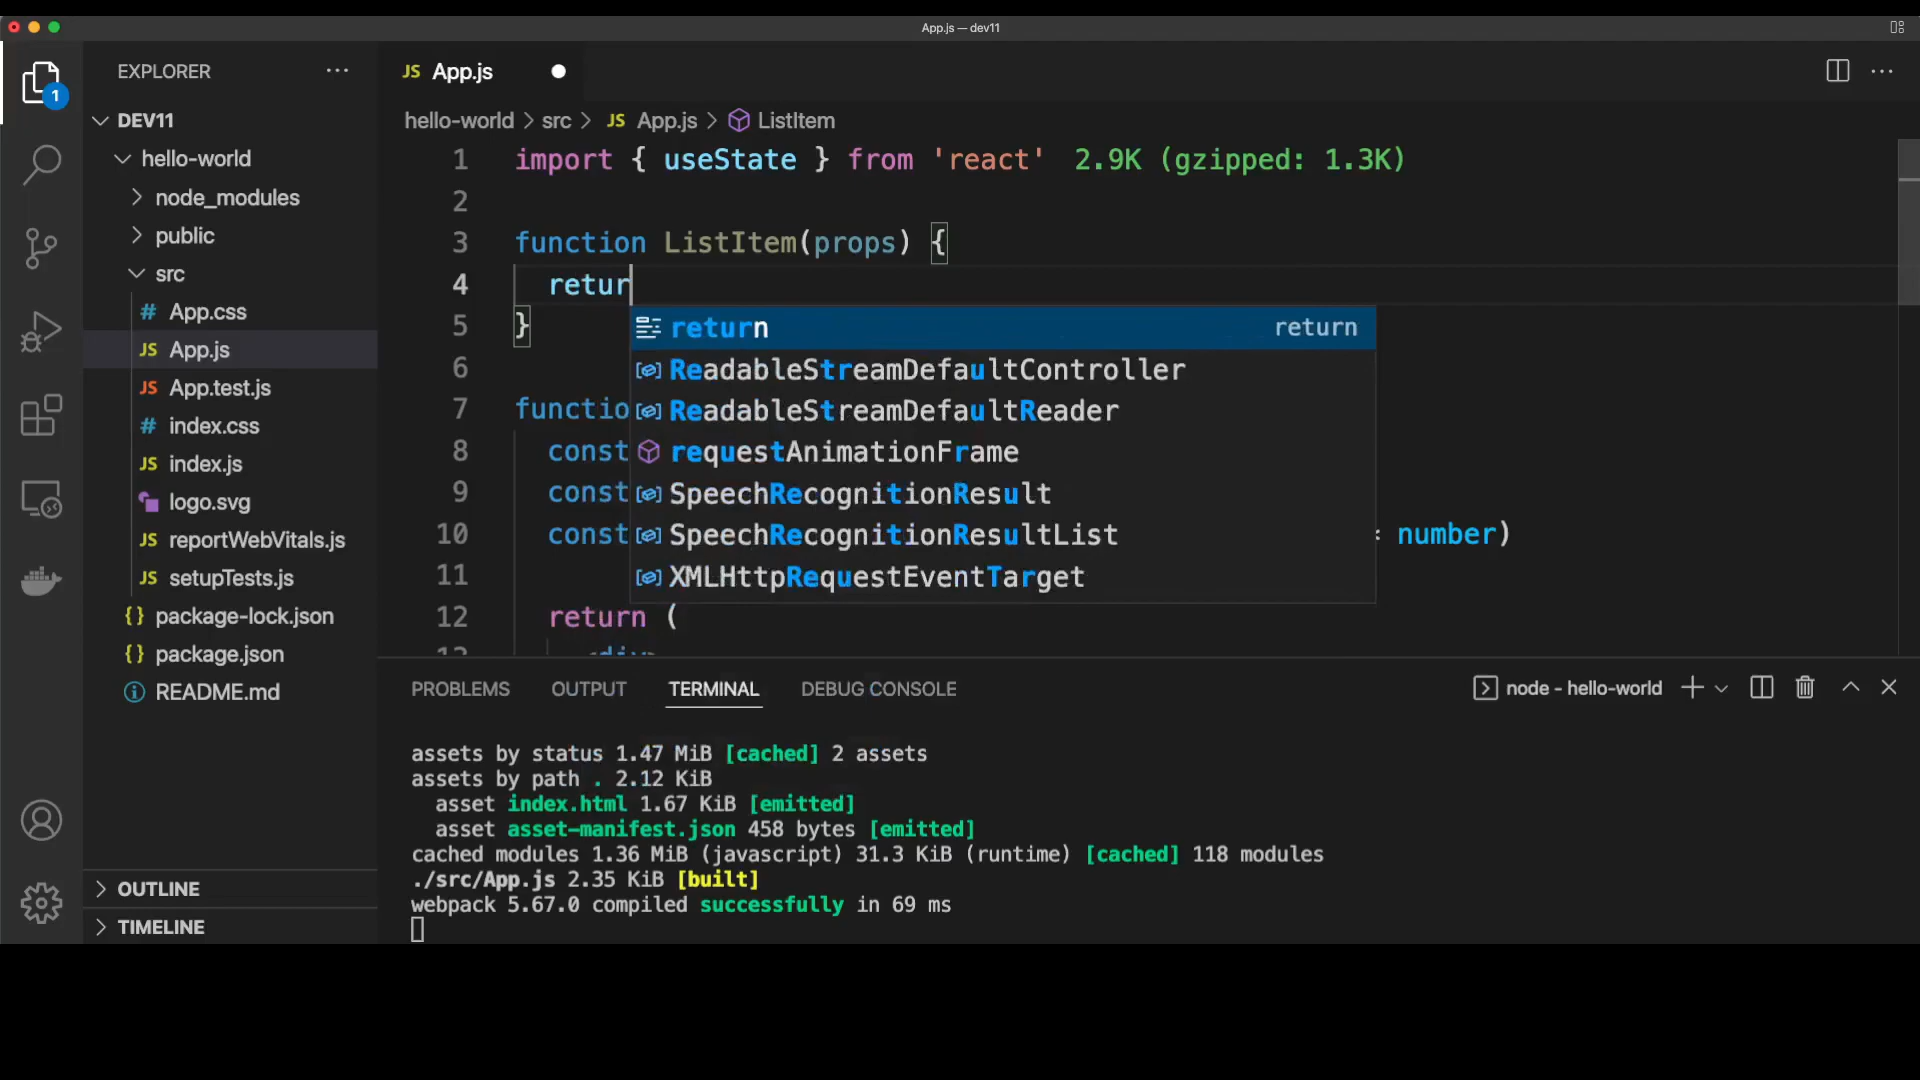 App.js — dev11
EXPLORER
1
DEV11
hello-world
node_modules
public
src
# App.css
JS App.js
JS App.test.js
# index.css
JS index.js
logo.svg
JS reportWebVitals.js
JS setupTests.js
{} package-lock.json
{} package.json
README.md
OUTLINE
TIMELINE
JS App.js
hello-world > src > JS App.js > ListItem
1 import { useState } from 'react' 2.9K (gzipped: 1.3K)
2
3 function ListItem(props) {
4 retur
5 }
6
7 functio
8 const
9 const
10 const number)
11
12 return (
return return
ReadableStreamDefaultController
ReadableStreamDefaultReader
requestAnimationFrame
SpeechRecognitionResult
SpeechRecognitionResultList
XMLHttpRequestEventTarget
PROBLEMS OUTPUT TERMINAL DEBUG CONSOLE
node - hello-world
assets by status 1.47 MiB [cached] 2 assets
assets by path . 2.12 KiB
asset index.html 1.67 KiB [emitted]
asset asset-manifest.json 458 bytes [emitted]
cached modules 1.36 MiB (javascript) 31.3 KiB (runtime) [cached] 118 modules
./src/App.js 2.35 KiB [built]
webpack 5.67.0 compiled successfully in 69 ms